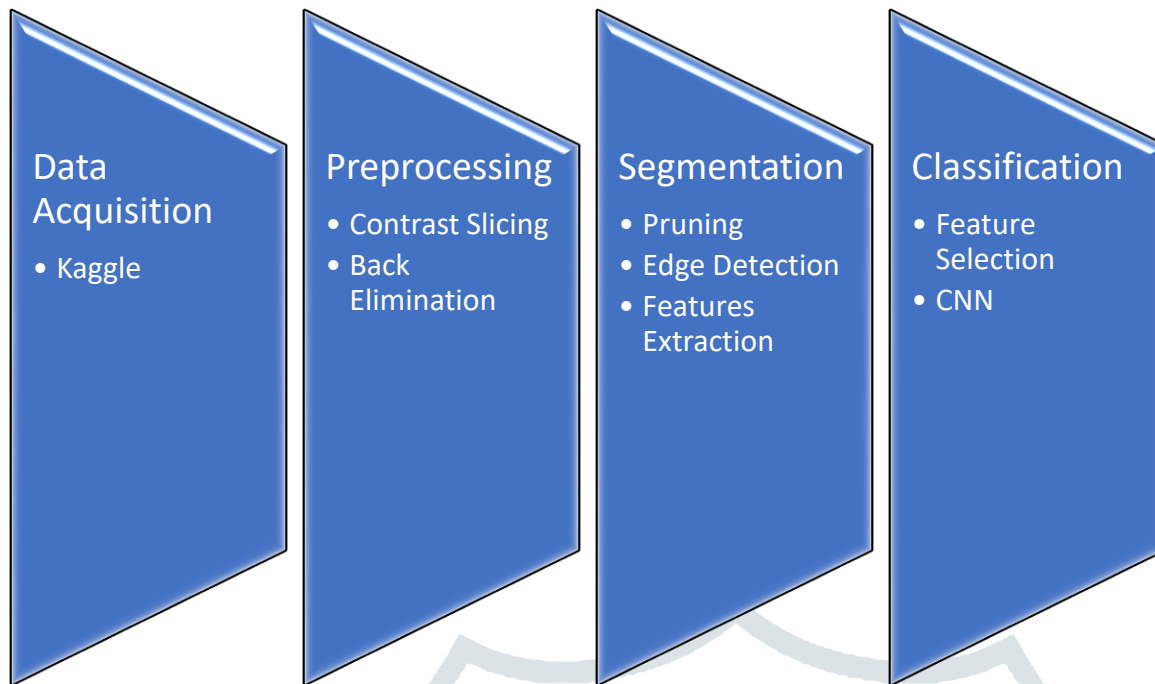 Data
Acquisition
• Kaggle
Preprocessing
• Contrast Slicing
• Back
Elimination
Segmentation
• Pruning
• Edge Detection
• Features
Extraction
Classification
• Feature
Selection
• CNN